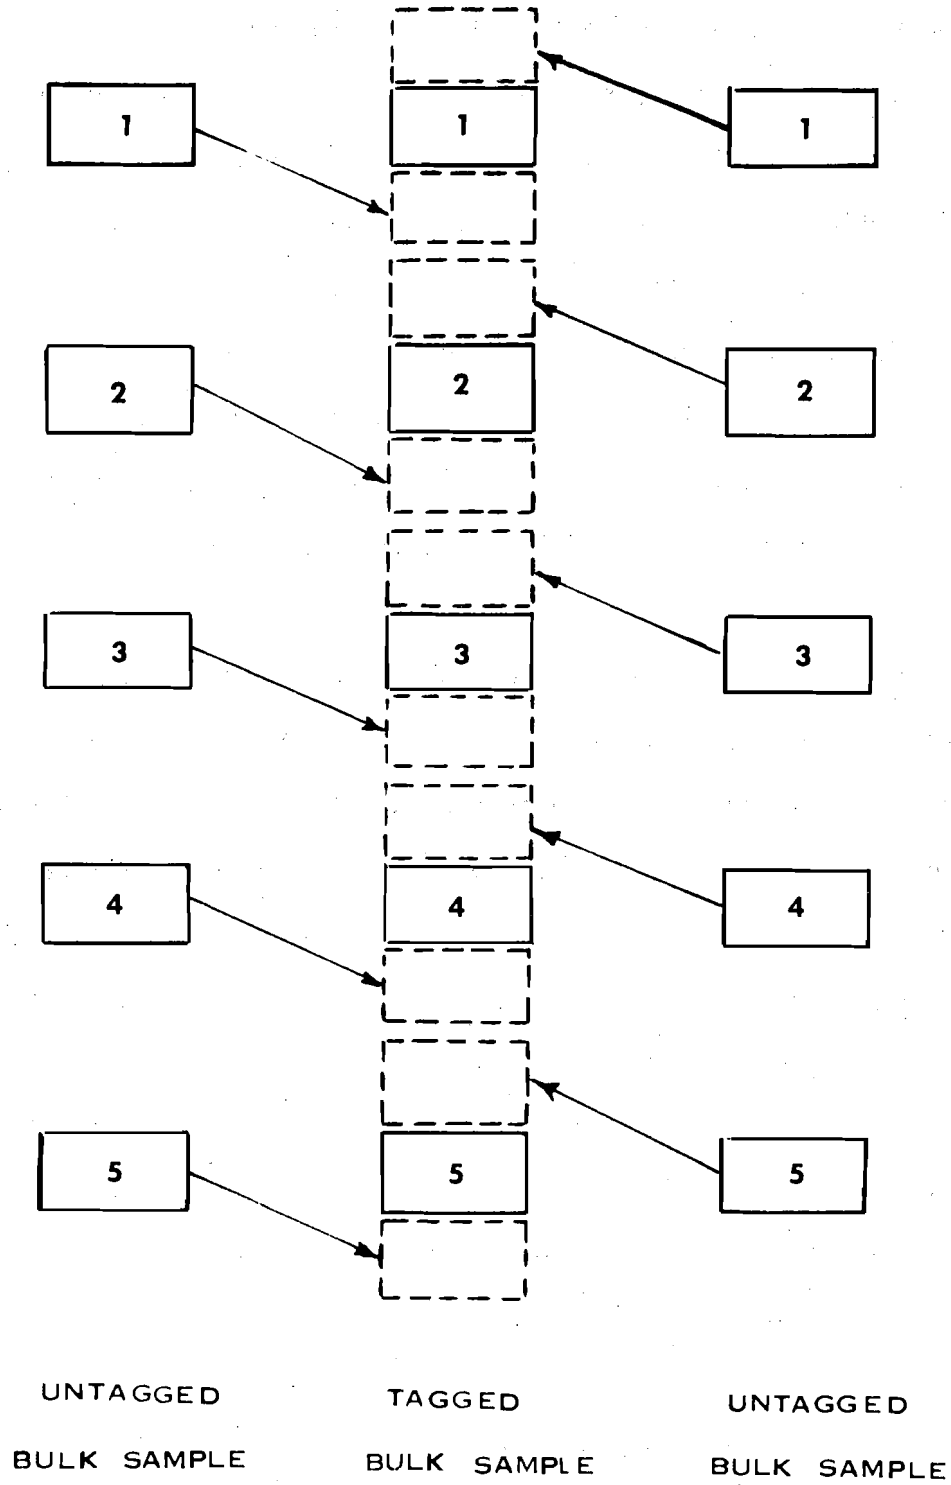 1 1 1
2 2 2
3 3 3
4 4 4
5 5 5
UNTAGGED TAGGED UNTAGGED
BULK SAMPLE BULK SAMPLE BULK SAMPLE